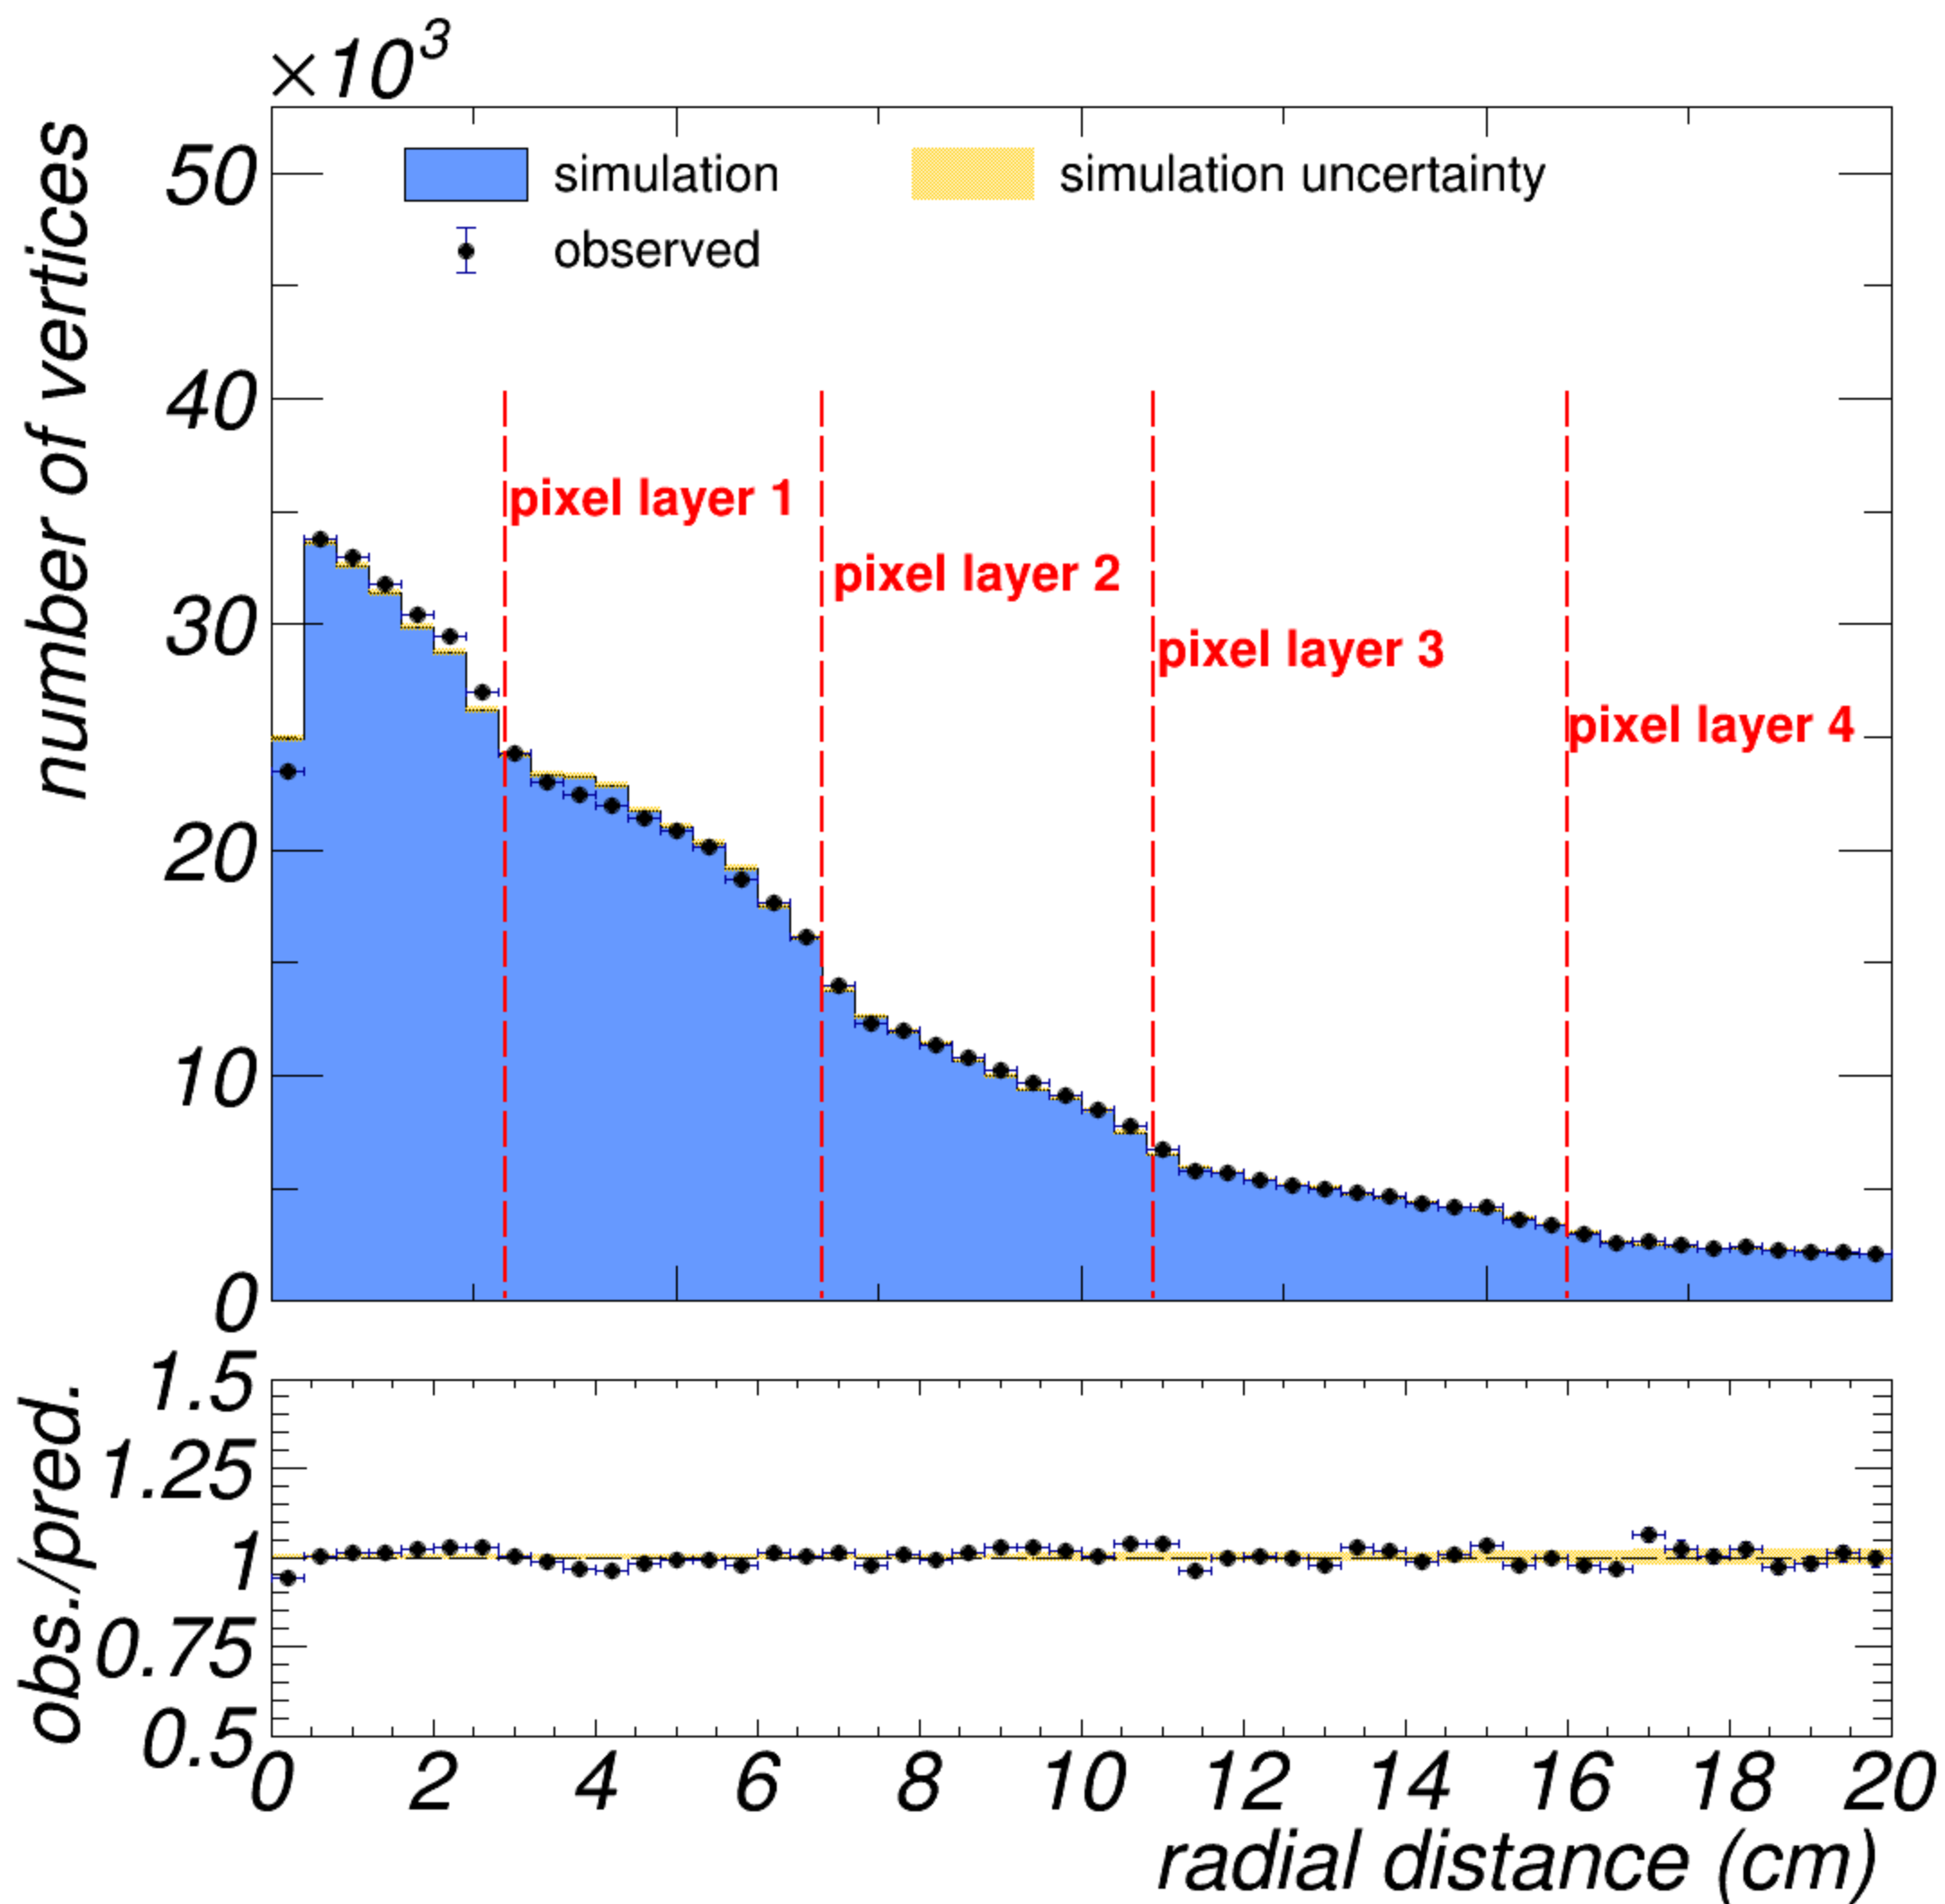 ×10³
number of vertices
50
40
30
20
10
0
simulation
simulation uncertainty
observed
pixel layer 1
pixel layer 2
pixel layer 3
pixel layer 4
obs./pred.
1.5
1.25
1
0.75
0.5
0 2 4 6 8 10 12 14 16 18 20
radial distance (cm)